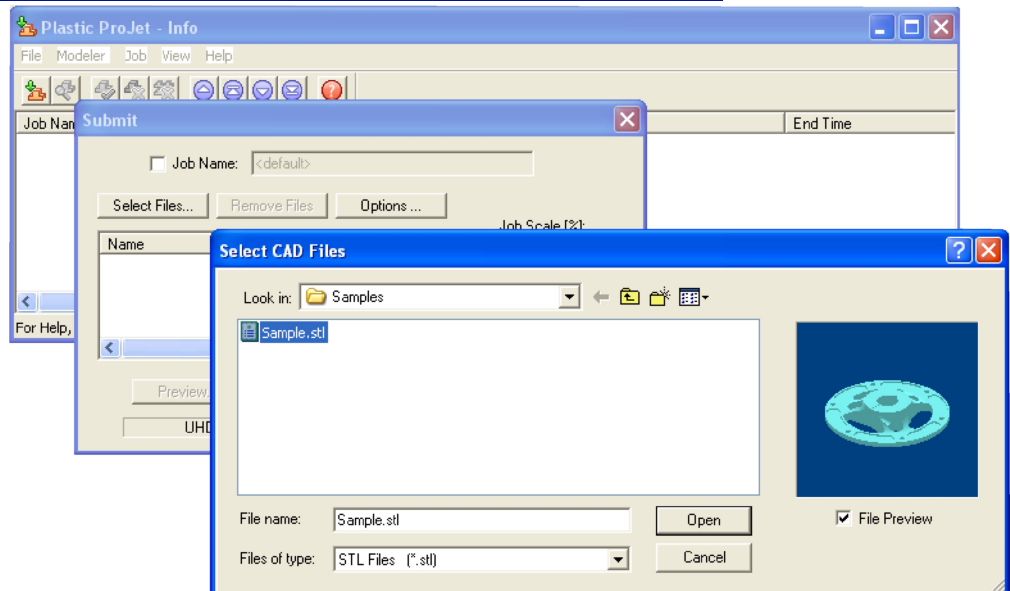 Plastic ProJet - Info
File Modeler Job View Help
Job Nam End Time
Submit
Job Name: <default>
Select Files... Remove Files Options ...
Job Scale [%]:
Name
Select CAD Files
Look in: Samples
Sample.stl
For Help,
Preview.
UHD
File name: Sample.stl Open File Preview
Files of type: STL Files (*.stl) Cancel